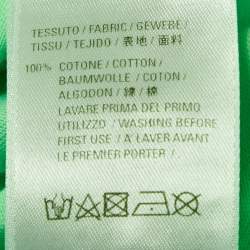 TESSUTO / FABRIC / GEWEBE /
TISSU / TEJIDO / 表地 / 面料
100% COTONE / COTTON /
BAUMWOLLE / COTON /
ALGODON / 綿 / 棉
LAVARE PRIMA DEL PRIMO
UTILIZZO / WASHING BEFORE
FIRST USE / A LAVER AVANT
LE PREMIER PORTER / .